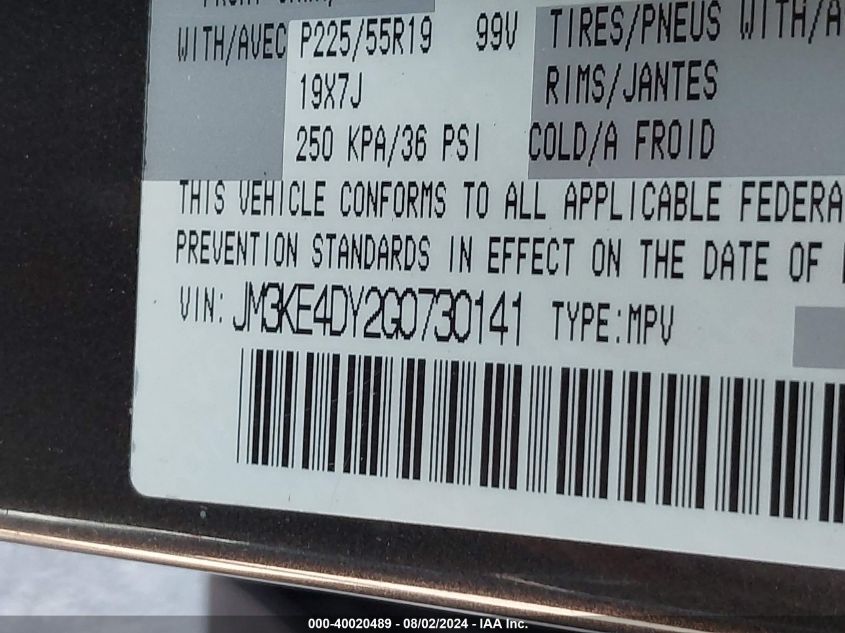 WITH/AVEC P225/55R19 99V TIRES/PNEUS WITH/A
19X7J RIMS/JANTES
250 KPA/36 PSI COLD/A FROID
THIS VEHICLE CONFORMS TO ALL APPLICABLE FEDERA
PREVENTION STANDARDS IN EFFECT ON THE DATE OF
VIN: JM3KE4DY2G0730141 TYPE:MPV
000-40020489 - 08/02/2024 - IAA Inc.